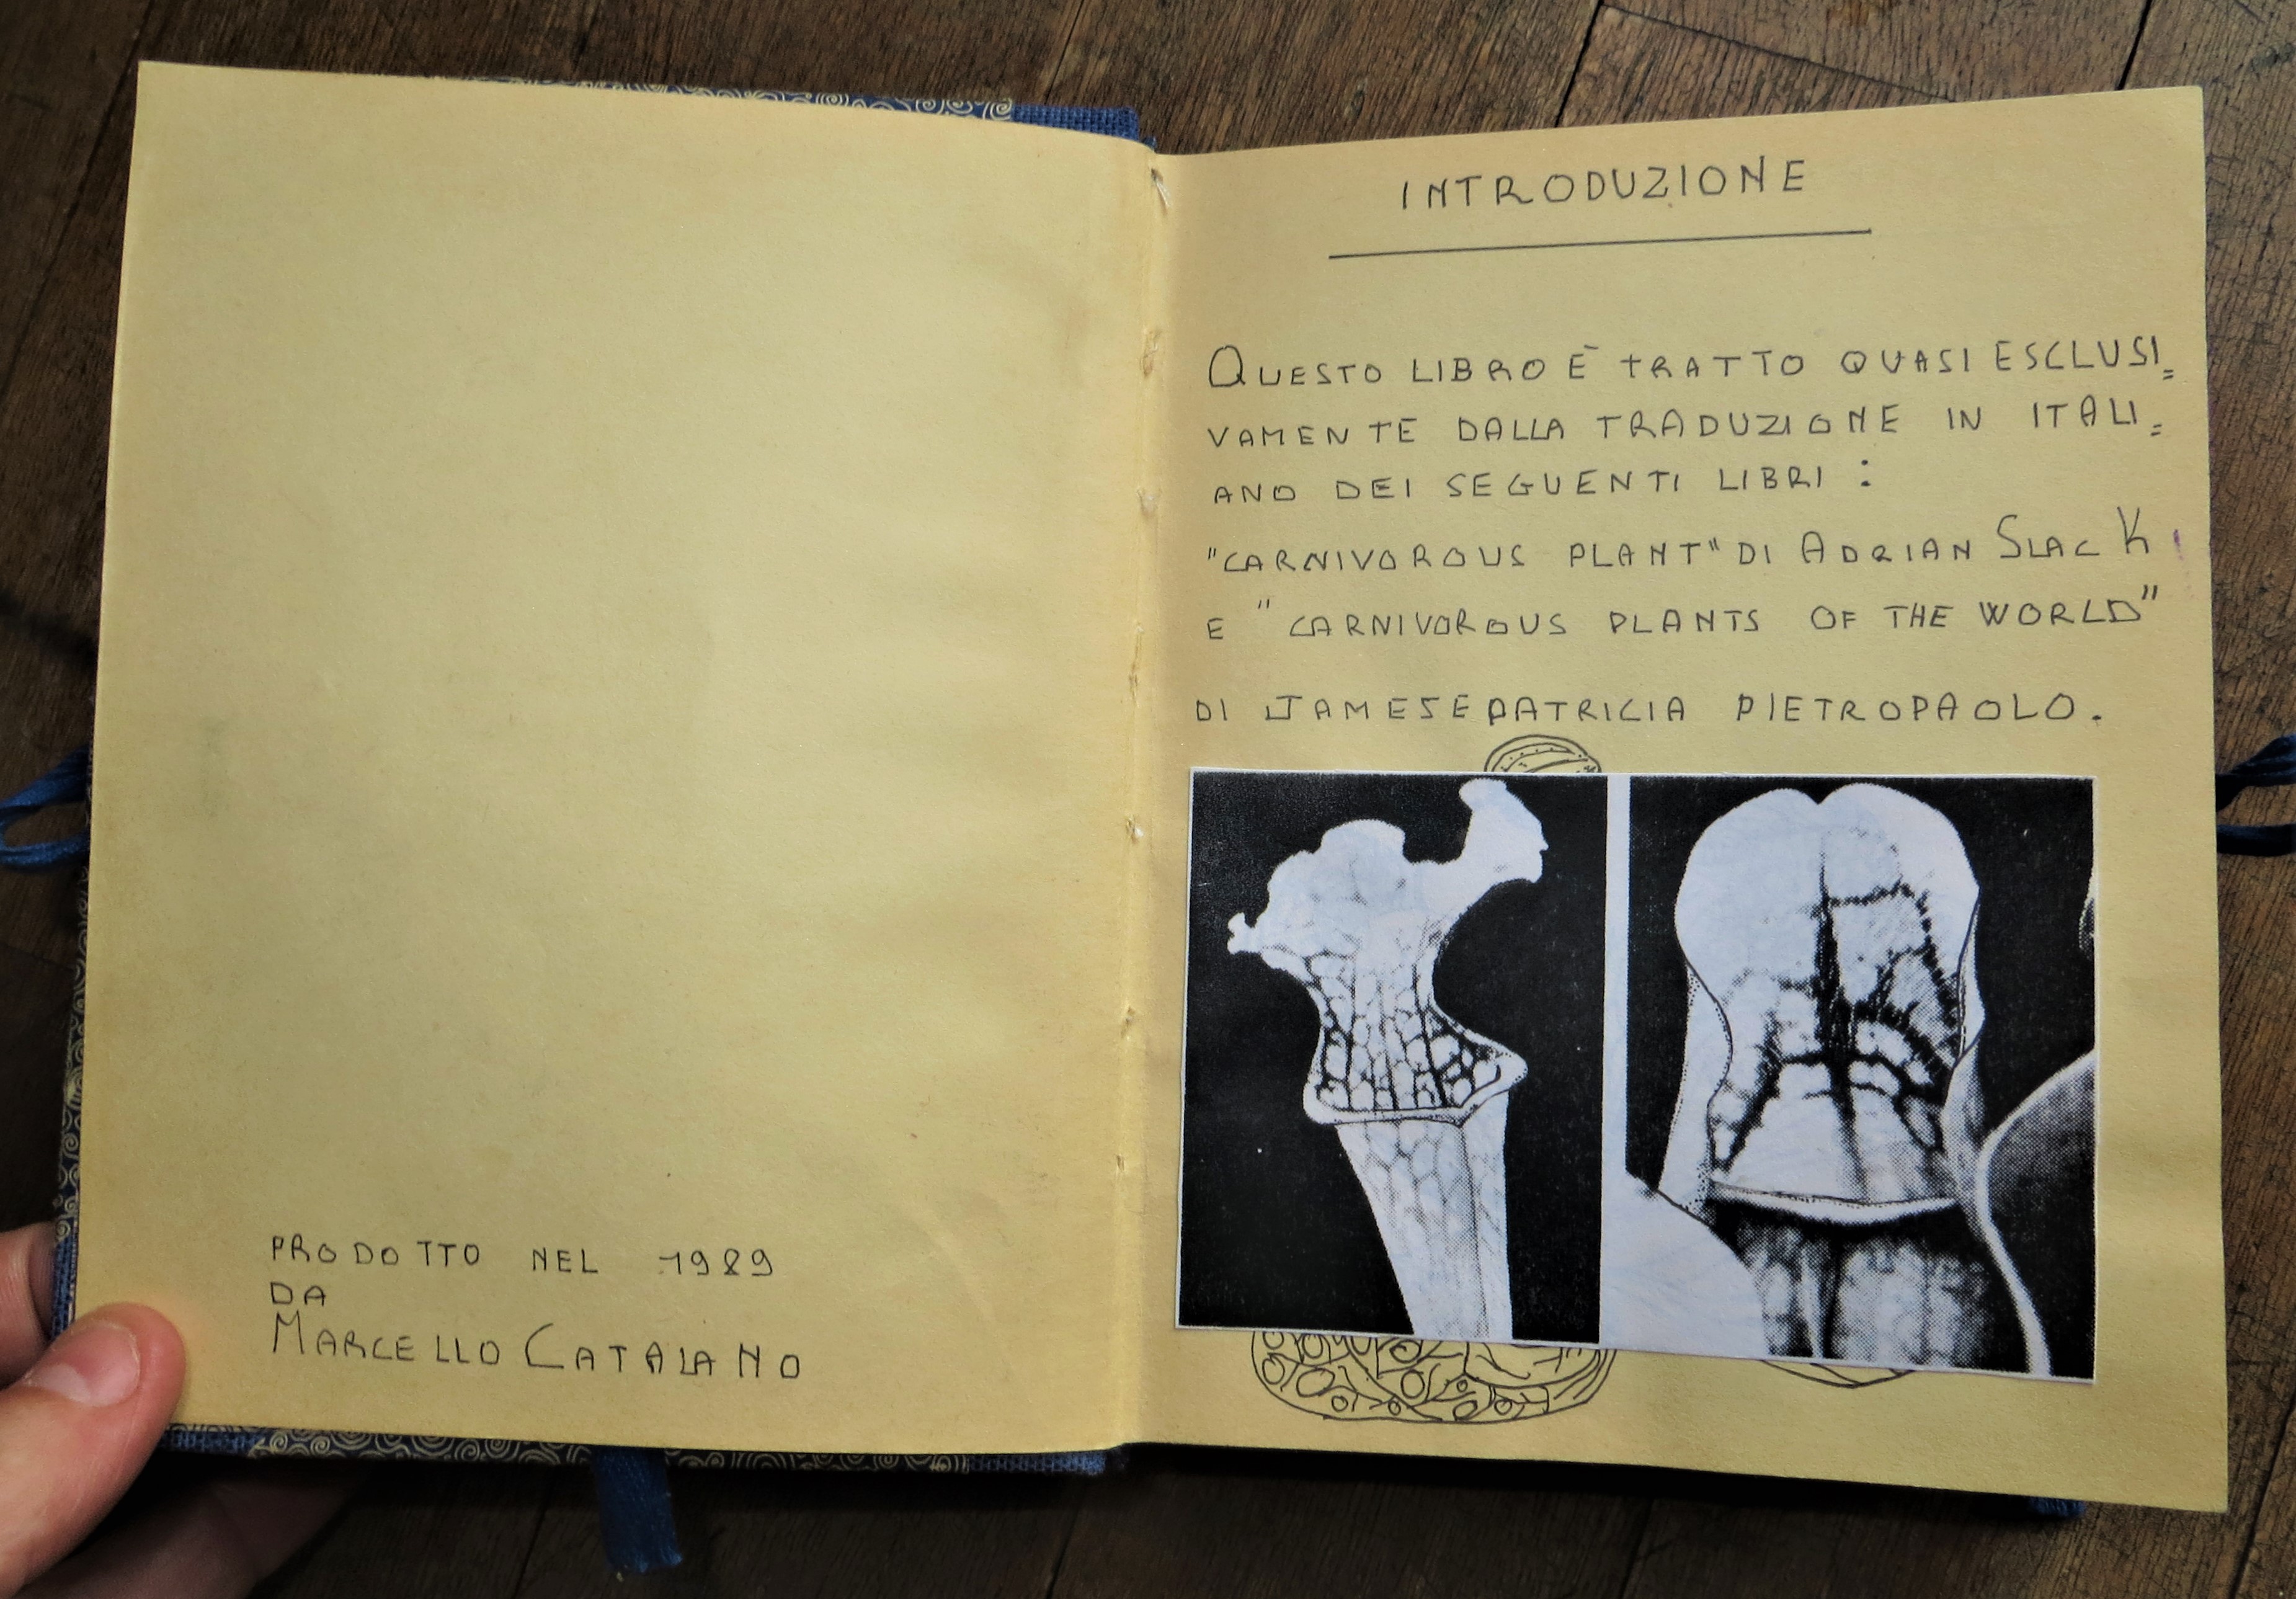 PRODOTTO NEL 1989
DA
MARCELLO CATALANO
INTRODUZIONE
QUESTO LIBRO È TRATTO QUASI ESCLUSI=
VAMENTE DALLA TRADUZIONE IN ITALI=
ANO DEI SEGUENTI LIBRI :
"CARNIVOROUS PLANT" DI ADRIAN SLACK
E "CARNIVOROUS PLANTS OF THE WORLD"
DI JAMES E PATRICIA PIETROPAOLO.